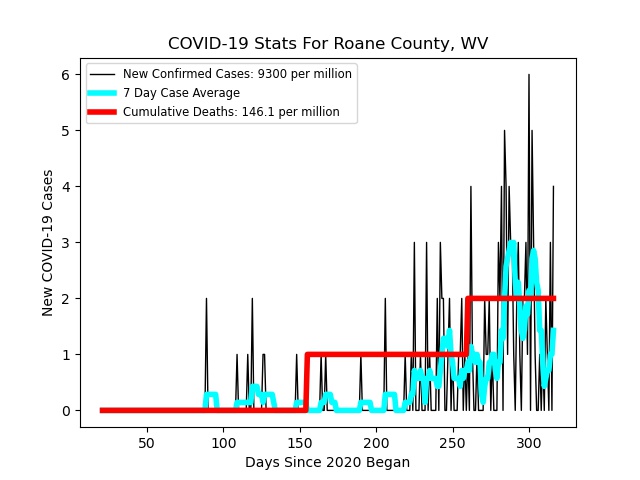 COVID-19 Stats For Roane County, WV
New Confirmed Cases: 9300 per million
7 Day Case Average
Cumulative Deaths: 146.1 per million
New COVID-19 Cases
6
5
4
3
2
1
0
50 100 150 200 250 300
Days Since 2020 Began